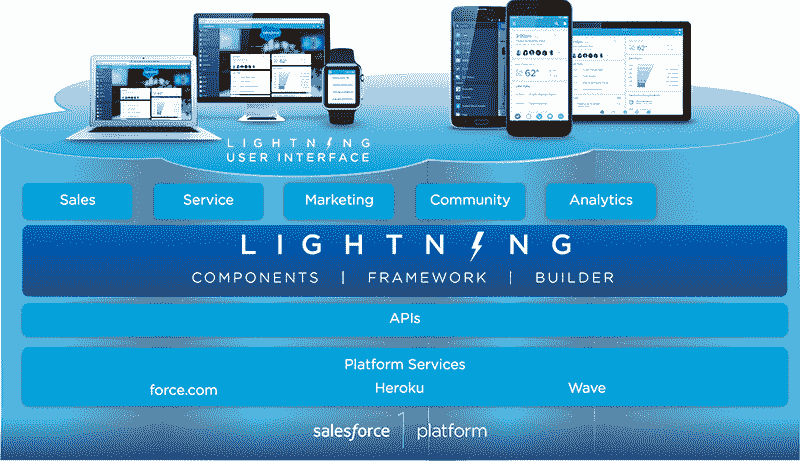 LIGHTNING
USER INTERFACE
Sales Service Marketing Community Analytics
LIGHTNING
COMPONENTS | FRAMEWORK | BUILDER
APIs
Platform Services
force.com Heroku Wave
salesforce1 platform